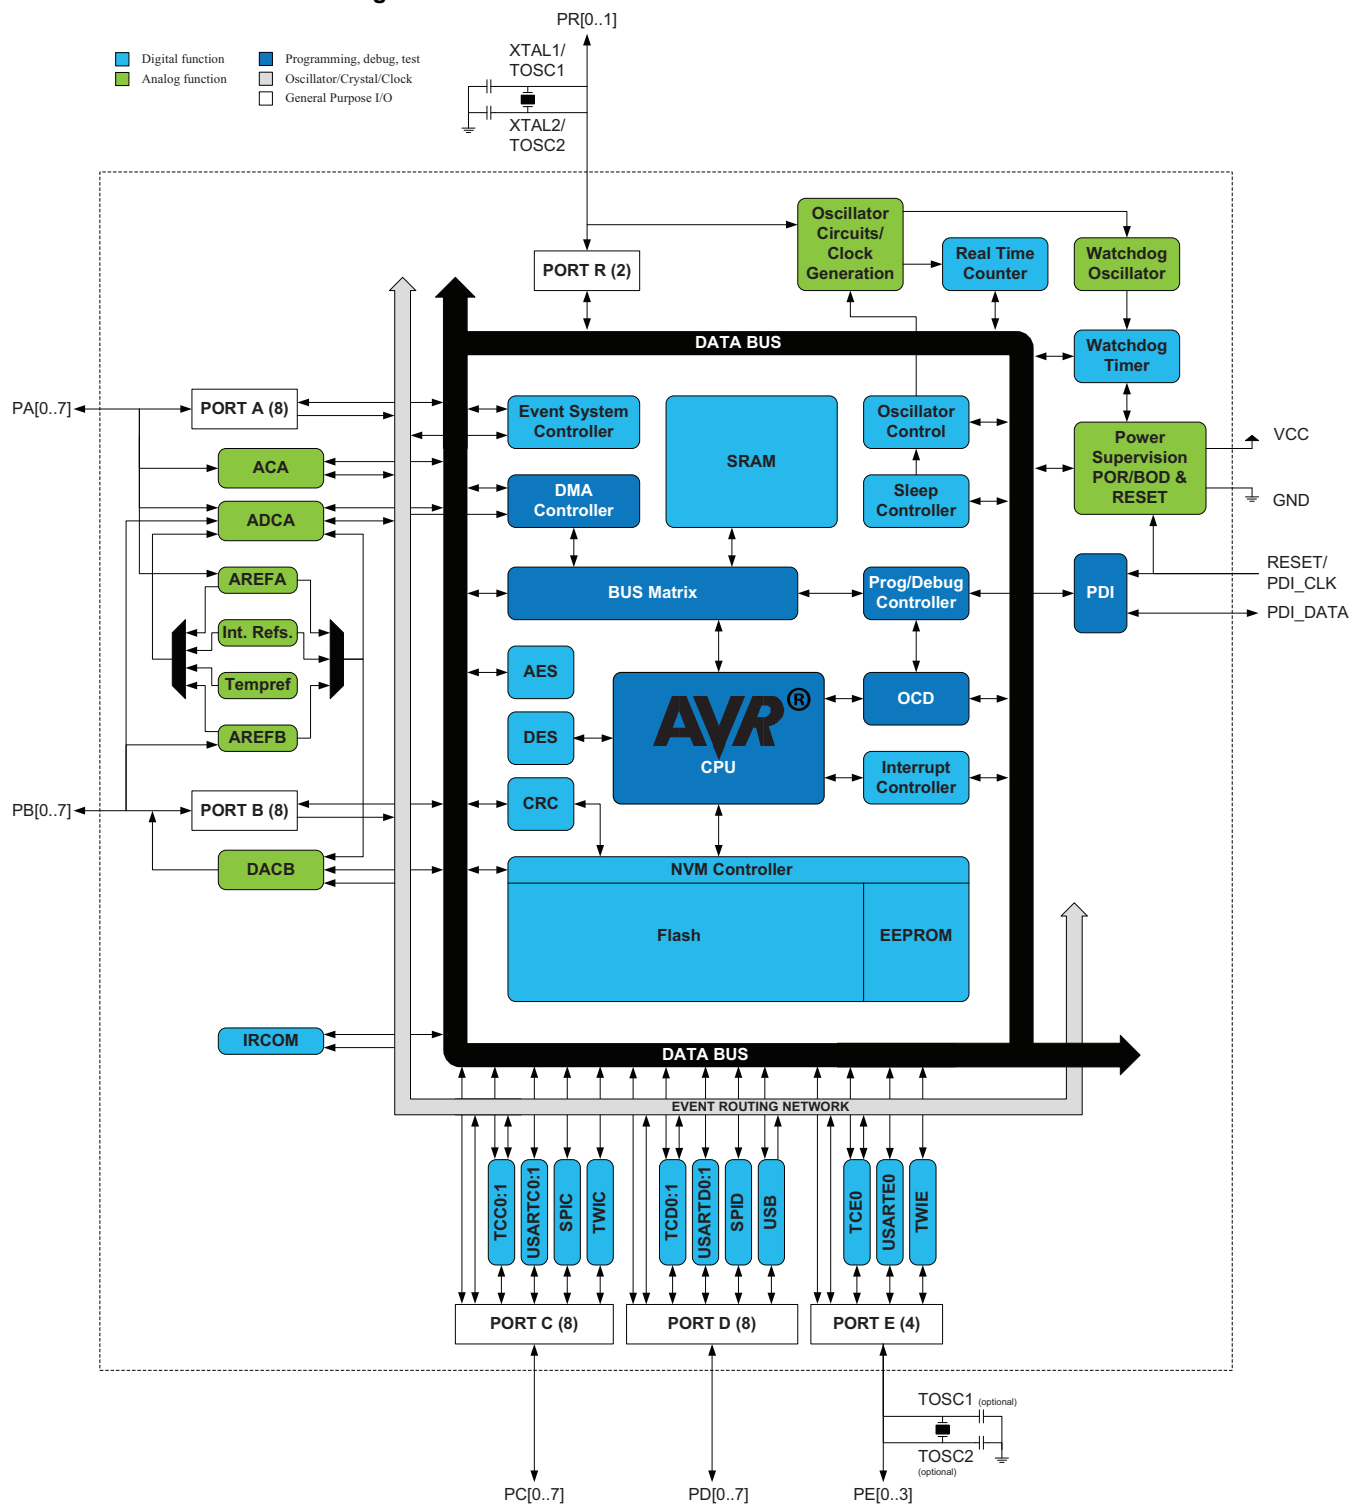 PR[0..1]
Digital function
Analog function
Programming, debug, test
Oscillator/Crystal/Clock
General Purpose I/O
XTAL1/
TOSC1
XTAL2/
TOSC2
Oscillator
Circuits/
Clock
Generation
Real Time
Counter
Watchdog
Oscillator
PORT R (2)
DATA BUS
Watchdog
Timer
PA[0..7]
PORT A (8)
Event System
Controller
SRAM
Oscillator
Control
Power
Supervision
POR/BOD &
RESET
VCC
GND
ACA
DMA
Controller
Sleep
Controller
ADCA
AREFA
BUS Matrix
Prog/Debug
Controller
PDI
RESET/
PDI_CLK
PDI_DATA
Int. Refs.
Tempref
AREFB
AES
DES
CRC
AVR®
CPU
OCD
Interrupt
Controller
PB[0..7]
PORT B (8)
DACB
NVM Controller
Flash
EEPROM
IRCOM
DATA BUS
EVENT ROUTING NETWORK
TCC0:1
USARTC0:1
SPIC
TWIC
TCD0:1
USARTD0:1
SPID
USB
TCE0
USARTE0
TWIE
PORT C (8)
PORT D (8)
PORT E (4)
TOSC1 (optional)
TOSC2
(optional)
PC[0..7]
PD[0..7]
PE[0..3]